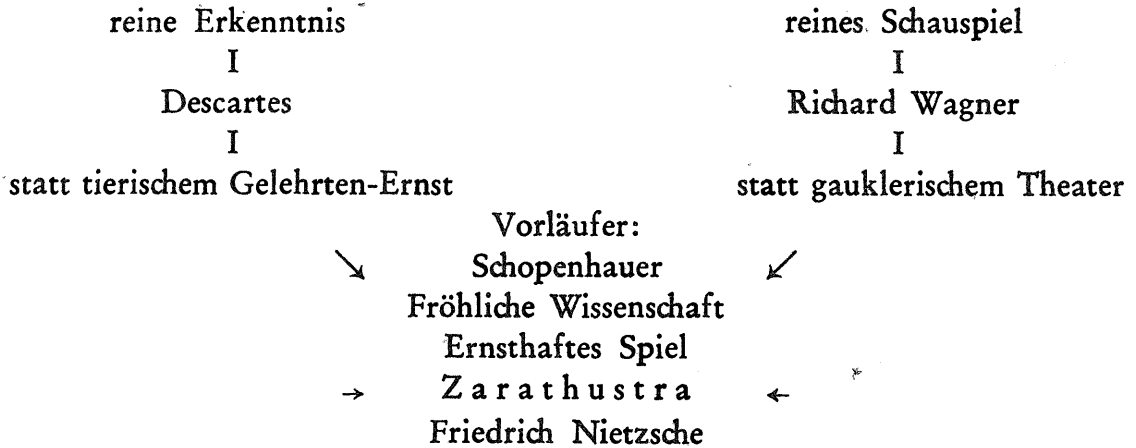 reine Erkenntnis
reines Schauspiel
I
I
Descartes
Richard Wagner
I
I
statt tierischem Gelehrten-Ernst
statt gauklerischem Theater
Vorläufer:
↘ Schopenhauer ↙
Fröhliche Wissenschaft
Ernsthaftes Spiel
→ Zarathustra ←
Friedrich Nietzsche